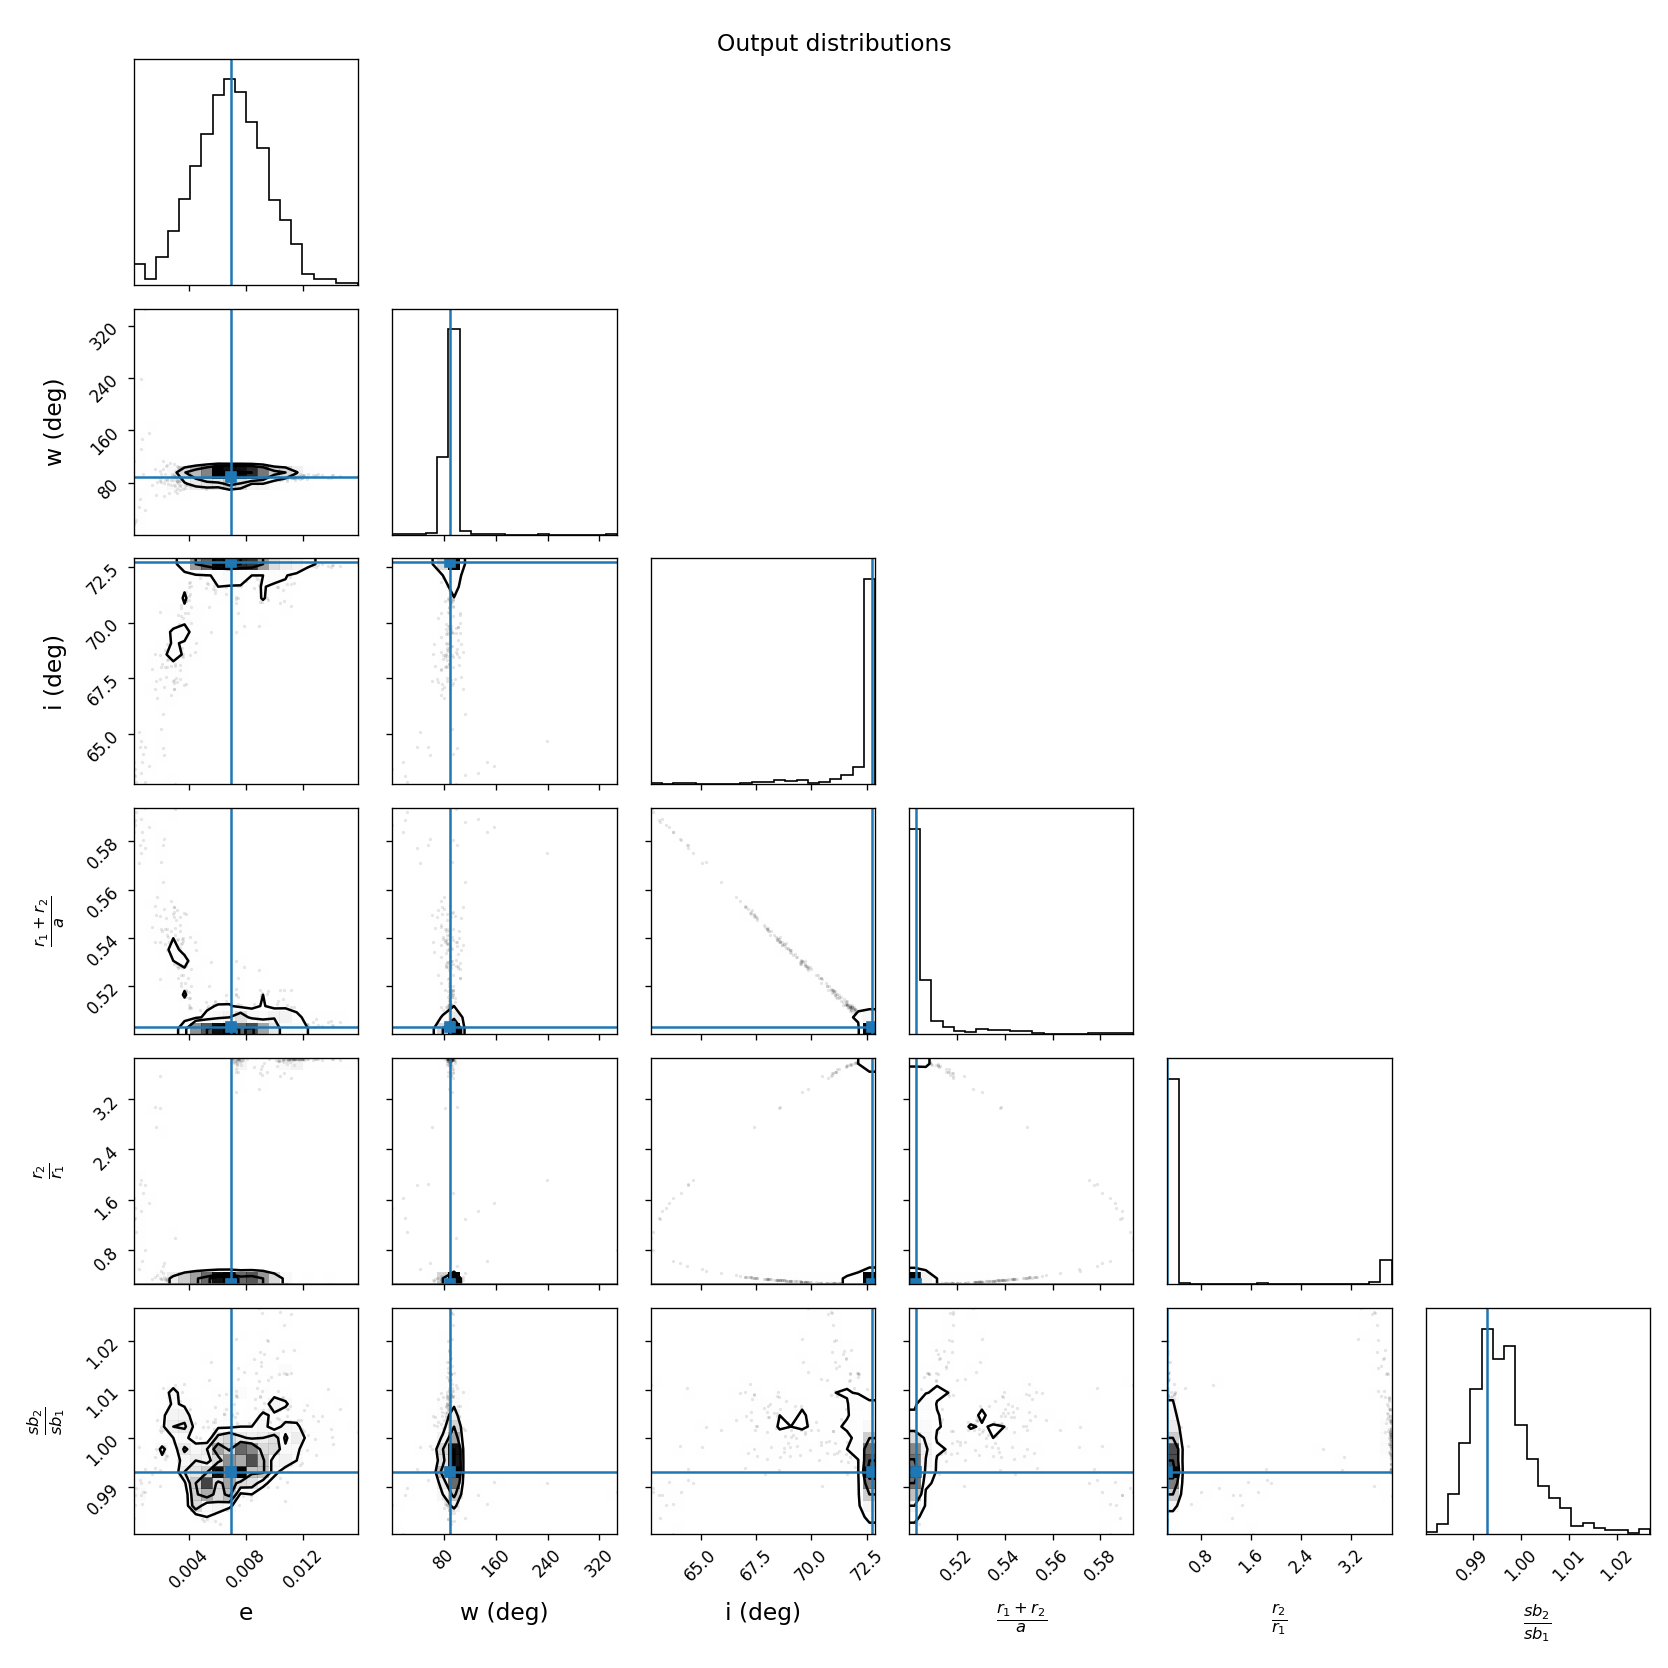 Output distributions
320
240
160
80
w (deg)
72.5
70.0
67.5
65.0
i (deg)
0.58
0.56
0.54
0.52
r₁ + r₂
a
3.2
2.4
1.6
0.8
r₂
r₁
1.02
1.01
1.00
0.99
sb₂
sb₁
0.004 0.008 0.012 80 160 240 320 65.0 67.5 70.0 72.5 0.52 0.54 0.56 0.58 0.8 1.6 2.4 3.2 0.99 1.00 1.01 1.02
e w (deg) i (deg) r₁ + r₂ / a r₂ / r₁ sb₂ / sb₁